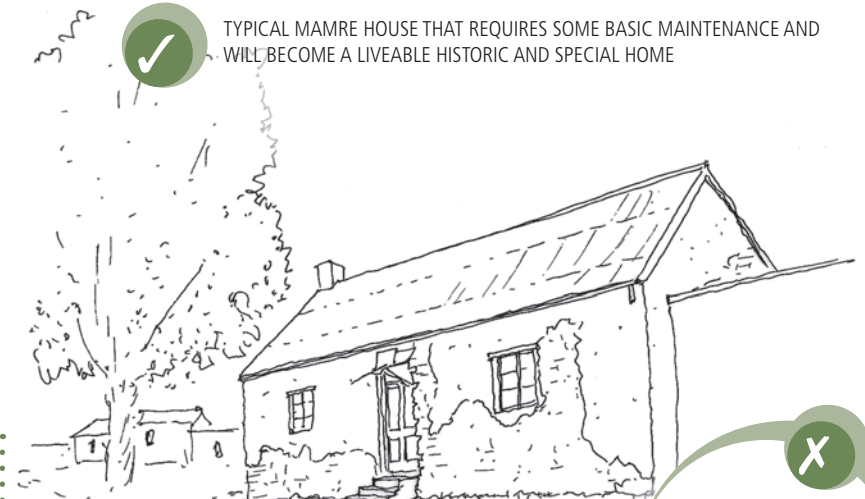 TYPICAL MAMRE HOUSE THAT REQUIRES SOME BASIC MAINTENANCE AND
WILL BECOME A LIVEABLE HISTORIC AND SPECIAL HOME